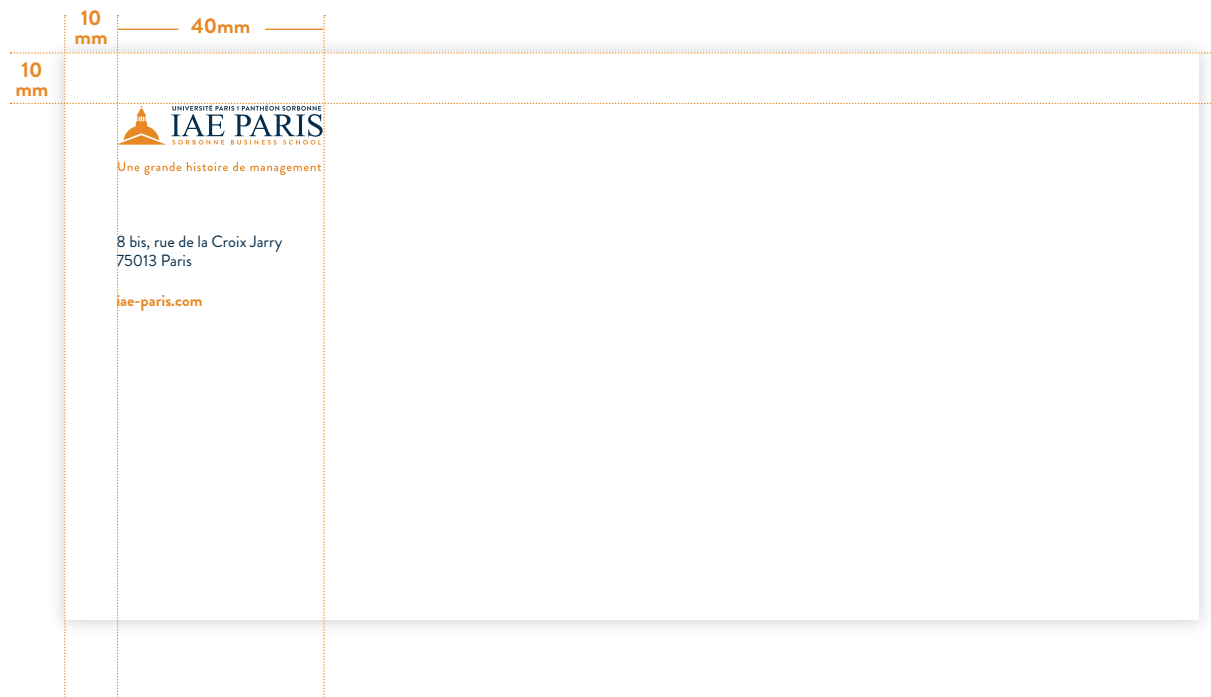 10
mm
40mm
10
mm
UNIVERSITÉ PARIS 1 PANTHÉON SORBONNE
IAE PARIS
SORBONNE BUSINESS SCHOOL
Une grande histoire de management
8 bis, rue de la Croix Jarry
75013 Paris
iae-paris.com